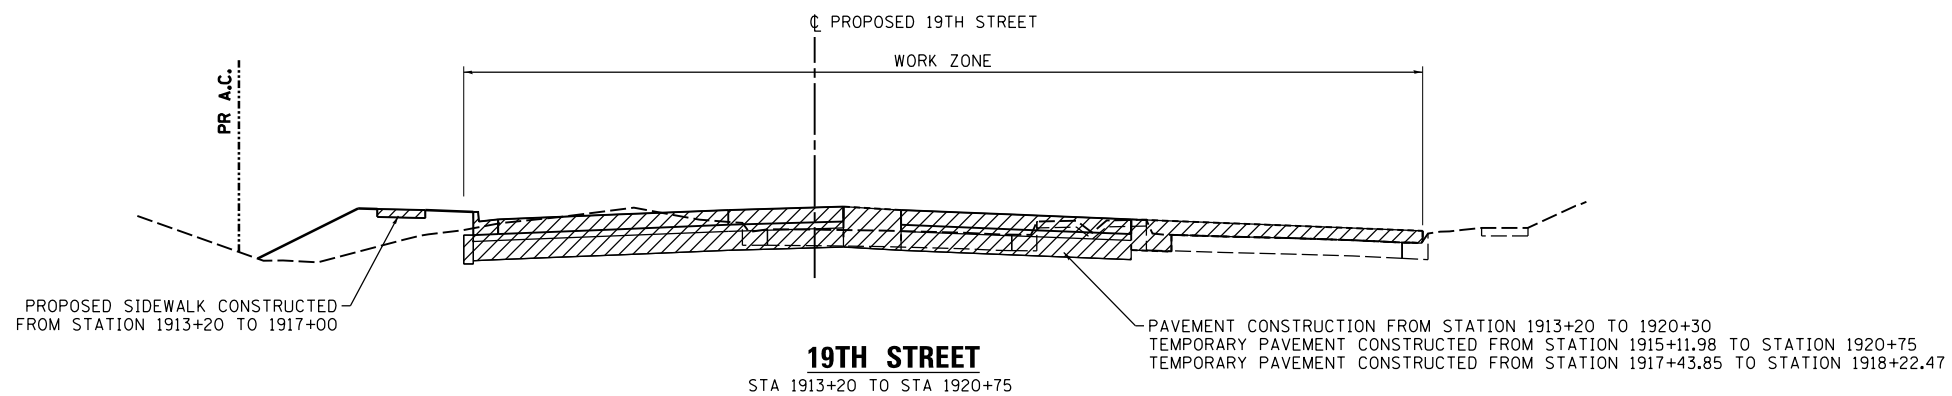 ℄ PROPOSED 19TH STREET
WORK ZONE
PR A.C.
PROPOSED SIDEWALK CONSTRUCTED
FROM STATION 1913+20 TO 1917+00
PAVEMENT CONSTRUCTION FROM STATION 1913+20 TO 1920+30
TEMPORARY PAVEMENT CONSTRUCTED FROM STATION 1915+11.98 TO STATION 1920+75
TEMPORARY PAVEMENT CONSTRUCTED FROM STATION 1917+43.85 TO STATION 1918+22.47
19TH STREET
STA 1913+20 TO STA 1920+75